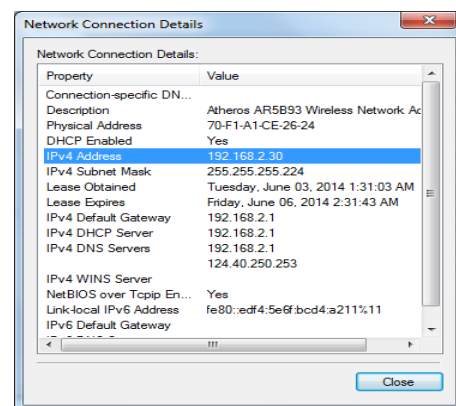 Network Connection Details
Network Connection Details:
Property Value
Connection-specific DN...
Description Atheros AR5B93 Wireless Network Ac
Physical Address 70-F1-A1-CE-26-24
DHCP Enabled Yes
IPv4 Address 192.168.2.30
IPv4 Subnet Mask 255.255.255.224
Lease Obtained Tuesday, June 03, 2014 1:31:03 AM
Lease Expires Friday, June 06, 2014 2:31:43 AM
IPv4 Default Gateway 192.168.2.1
IPv4 DHCP Server 192.168.2.1
IPv4 DNS Servers 192.168.2.1
124.40.250.253
IPv4 WINS Server
NetBIOS over Tcpip En... Yes
Link-local IPv6 Address fe80::edf4:5e6f:bcd4:a211%11
IPv6 Default Gateway
Close